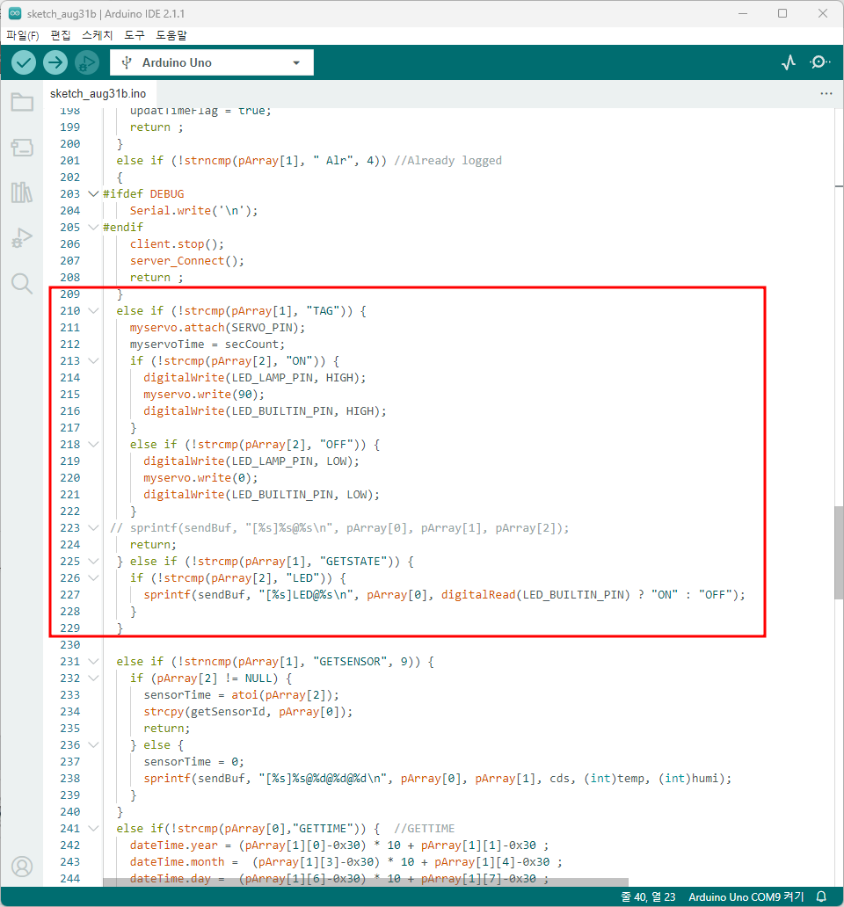 sketch_aug31b | Arduino IDE 2.1.1
파일(F) 편집 스케치 도구 도움말
Arduino Uno
sketch_aug31b.ino
198 updatTimeFlag = true;
199 return ;
200 }
201 else if (!strncmp(pArray[1], " Alr", 4)) //Already logged
202 {
203 #ifdef DEBUG
204 Serial.write('\n');
205 #endif
206 client.stop();
207 server_Connect();
208 return ;
209 }
210 else if (!strcmp(pArray[1], "TAG")) {
211 myservo.attach(SERVO_PIN);
212 myservoTime = secCount;
213 if (!strcmp(pArray[2], "ON")) {
214 digitalWrite(LED_LAMP_PIN, HIGH);
215 myservo.write(90);
216 digitalWrite(LED_BUILTIN_PIN, HIGH);
217 }
218 else if (!strcmp(pArray[2], "OFF")) {
219 digitalWrite(LED_LAMP_PIN, LOW);
220 myservo.write(0);
221 digitalWrite(LED_BUILTIN_PIN, LOW);
222 }
223 // sprintf(sendBuf, "[%s]%s@%s\n", pArray[0], pArray[1], pArray[2]);
224 return;
225 } else if (!strcmp(pArray[1], "GETSTATE")) {
226 if (!strcmp(pArray[2], "LED")) {
227 sprintf(sendBuf, "[%s]LED@%s\n", pArray[0], digitalRead(LED_BUILTIN_PIN) ? "ON" : "OFF");
228 }
229 }
230
231 else if (!strncmp(pArray[1], "GETSENSOR", 9)) {
232 if (pArray[2] != NULL) {
233 sensorTime = atoi(pArray[2]);
234 strcpy(getSensorId, pArray[0]);
235 return;
236 } else {
237 sensorTime = 0;
238 sprintf(sendBuf, "[%s]%s@%d@%d@%d\n", pArray[0], pArray[1], cds, (int)temp, (int)humi);
239 }
240 }
241 else if(!strcmp(pArray[0],"GETTIME")) { //GETTIME
242 dateTime.year = (pArray[1][0]-0x30) * 10 + pArray[1][1]-0x30 ;
243 dateTime.month = (pArray[1][3]-0x30) * 10 + pArray[1][4]-0x30 ;
244 dateTime.day = (pArray[1][6]-0x30) * 10 + pArray[1][7]-0x30 ;
줄 40, 열 23 Arduino Uno COM9 켜기